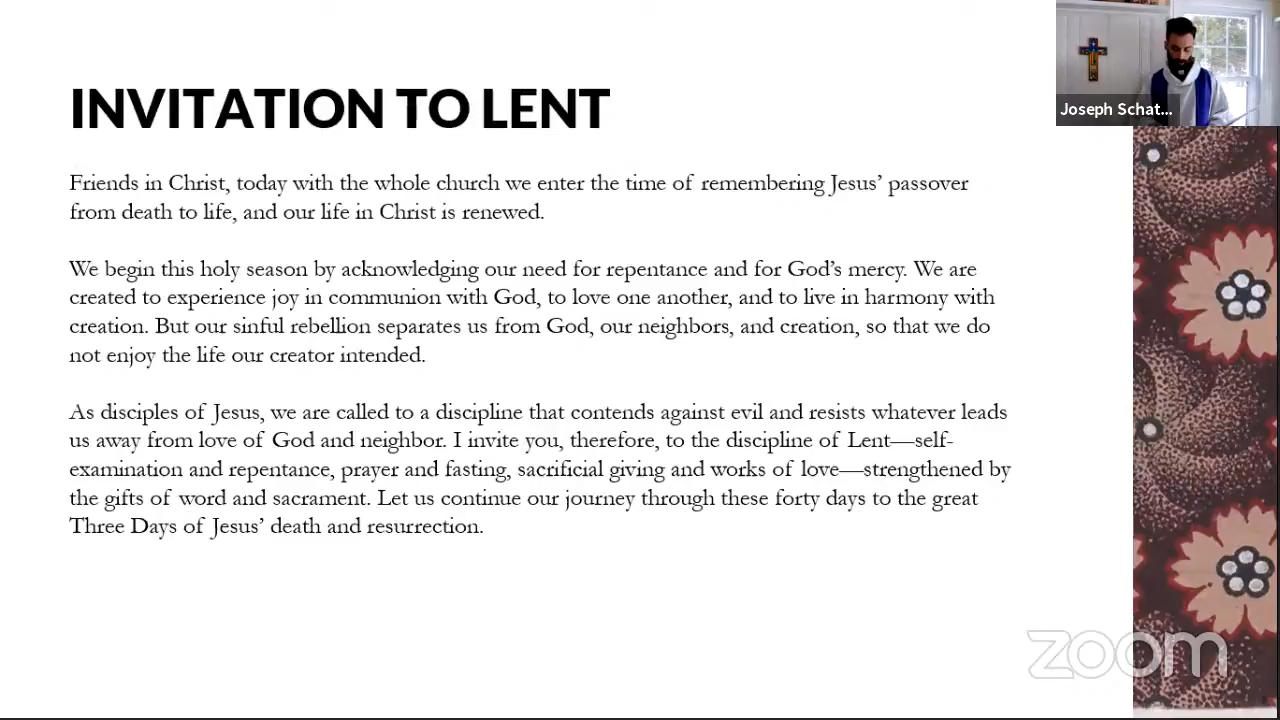 INVITATION TO LENT
Joseph Schat...
Friends in Christ, today with the whole church we enter the time of remembering Jesus’ passover
from death to life, and our life in Christ is renewed.
We begin this holy season by acknowledging our need for repentance and for God’s mercy. We are
created to experience joy in communion with God, to love one another, and to live in harmony with
creation. But our sinful rebellion separates us from God, our neighbors, and creation, so that we do
not enjoy the life our creator intended.
As disciples of Jesus, we are called to a discipline that contends against evil and resists whatever leads
us away from love of God and neighbor. I invite you, therefore, to the discipline of Lent—self-
examination and repentance, prayer and fasting, sacrificial giving and works of love—strengthened by
the gifts of word and sacrament. Let us continue our journey through these forty days to the great
Three Days of Jesus’ death and resurrection.
zoom